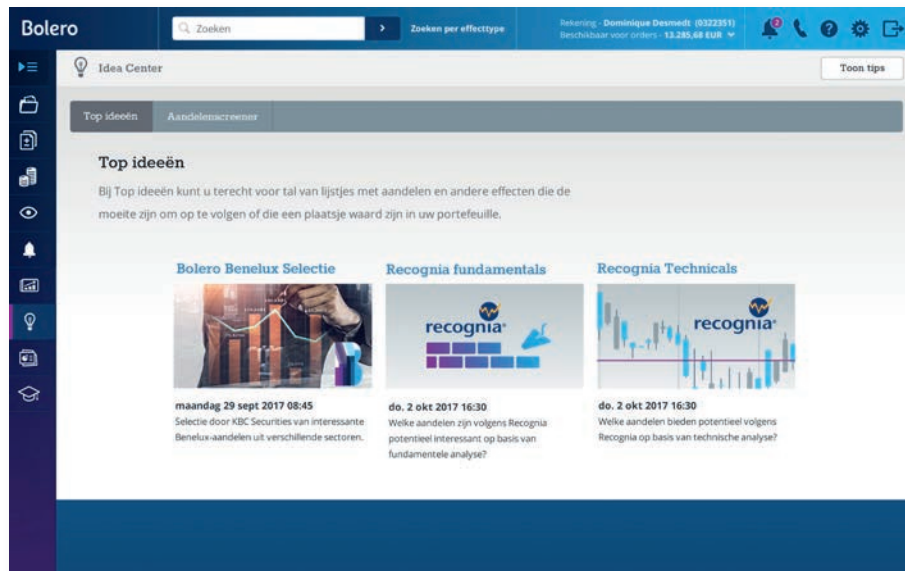 Bolero
Zoeken
Zoeken per effecttype
Rekening - Dominique Desmedt (0322351)
Beschikbaar voor orders - 13.285,68 EUR
2
Idea Center
Toon tips
Top ideeën
Aandelenscreener
Top ideeën
Bij Top ideeën kunt u terecht voor tal van lijstjes met aandelen en andere effecten die de
moeite zijn om op te volgen of die een plaatsje waard zijn in uw portefeuille.
Bolero Benelux Selectie
maandag 29 sept 2017 08:45
Selectie door KBC Securities van interessante
Benelux-aandelen uit verschillende sectoren.
Recognia fundamentals
recognia®
do. 2 okt 2017 16:30
Welke aandelen zijn volgens Recognia
potentieel interessant op basis van
fundamentele analyse?
Recognia Technicals
recognia®
do. 2 okt 2017 16:30
Welke aandelen bieden potentieel volgens
Recognia op basis van technische analyse?